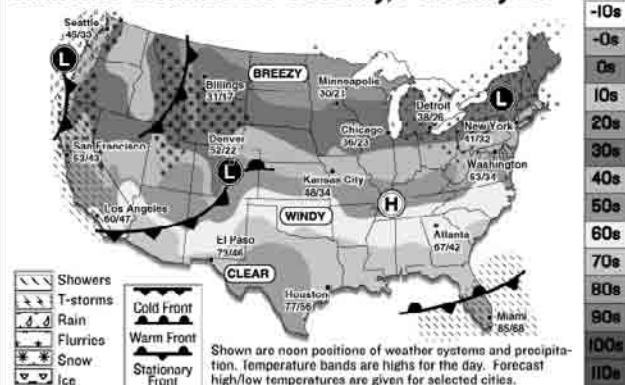 Seattle
45/33
Billings
31/17
BREEZY
Minneapolis
30/21
Detroit
38/26
San Francisco
53/43
Denver
52/22
Chicago
36/23
New York
41/32
L
L
L
H
Kansas City
48/34
Washington
53/34
Los Angeles
60/47
WINDY
El Paso
73/46
CLEAR
Atlanta
67/42
Houston
77/56
Miami
85/68
Showers
T-storms
Rain
Flurries
Snow
Ice
Cold Front
Warm Front
Stationary
Front
Shown are noon positions of weather systems and precipita-
tion. Temperature bands are highs for the day. Forecast
high/low temperatures are given for selected cities.
-10s
-0s
0s
10s
20s
30s
40s
50s
60s
70s
80s
90s
100s
110s